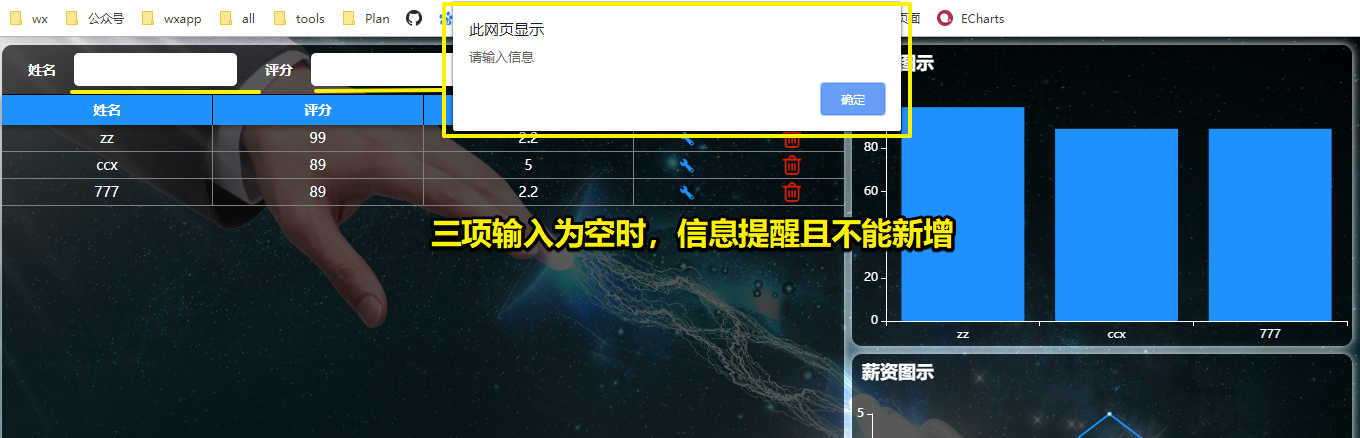 wx 公众号 wxapp all tools Plan 页面 ECharts
此网页显示
请输入信息
确定
姓名 评分
姓名 评分
zz 99 2.2
ccx 89 5
777 89 2.2
三项输入为空时，信息提醒且不能新增
图示
80
60
20
0
zz ccx 777
薪资图示
5